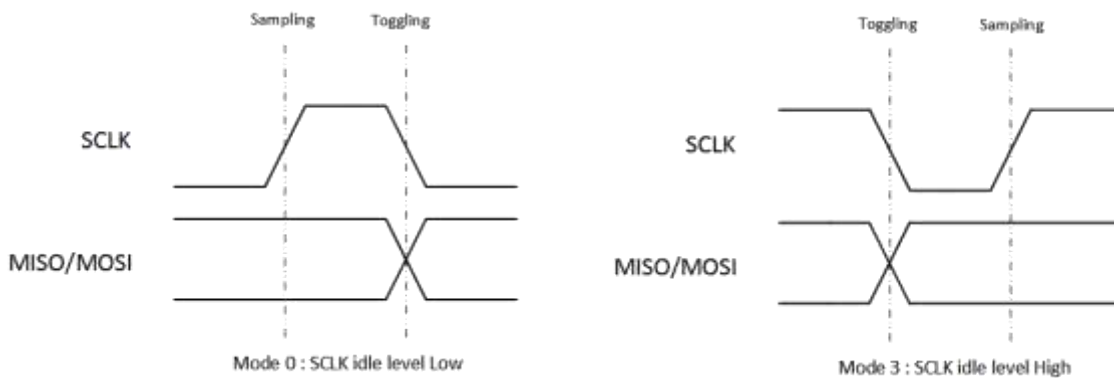 Sampling Toggling
SCLK
MISO/MOSI
Mode 0 : SCLK idle level Low
Toggling Sampling
SCLK
MISO/MOSI
Mode 3 : SCLK idle level High